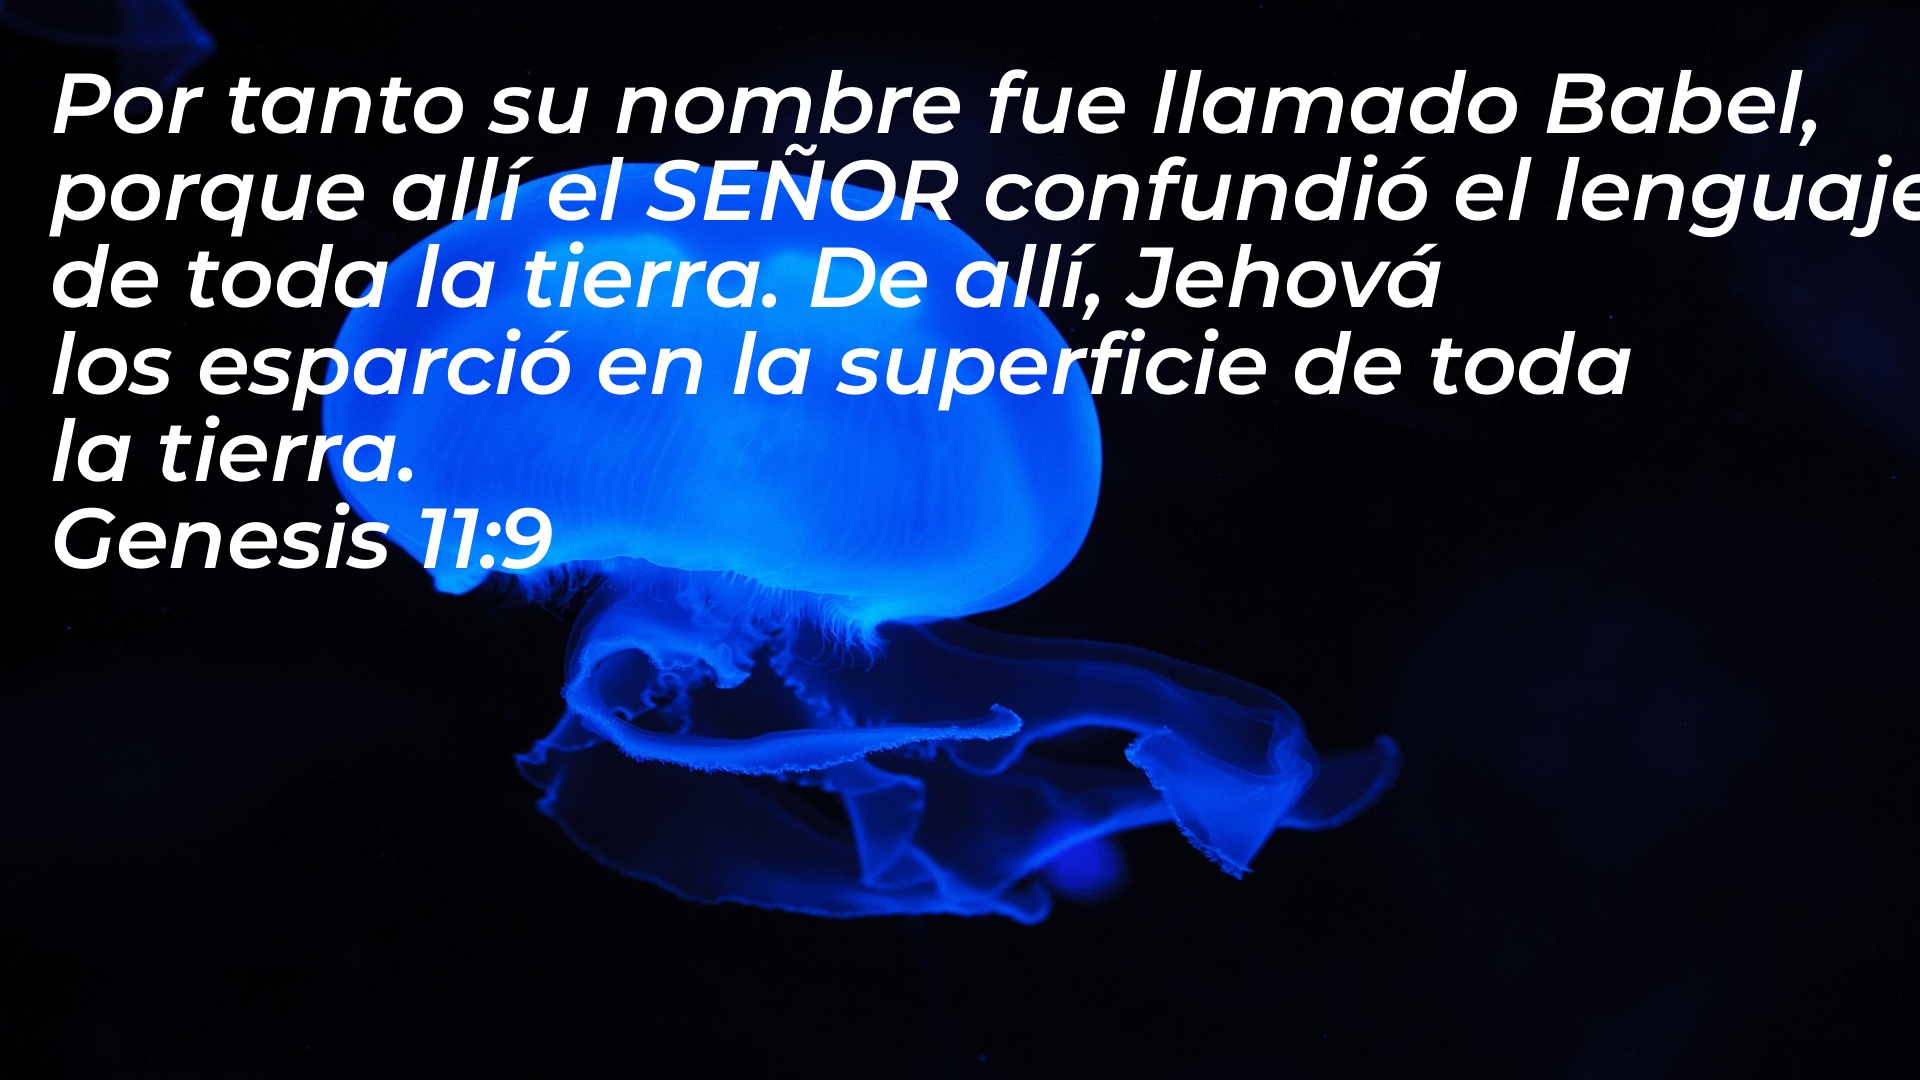 Por tanto su nombre fue llamado Babel,
porque allí el SEÑOR confundió el lenguaje
de toda la tierra. De allí, Jehová
los esparció en la superficie de toda
la tierra.
Genesis 11:9